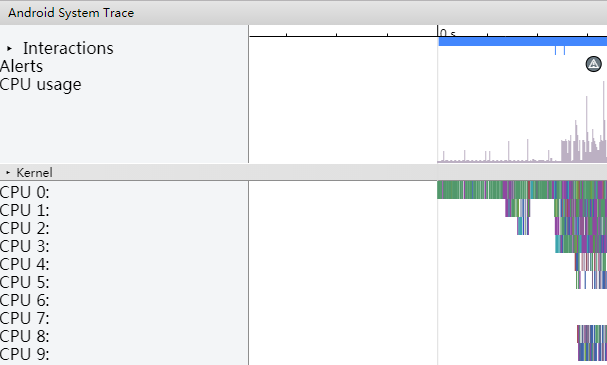 Android System Trace
0 s
Interactions
Alerts
CPU usage
Kernel
CPU 0:
CPU 1:
CPU 2:
CPU 3:
CPU 4:
CPU 5:
CPU 6:
CPU 7:
CPU 8:
CPU 9: